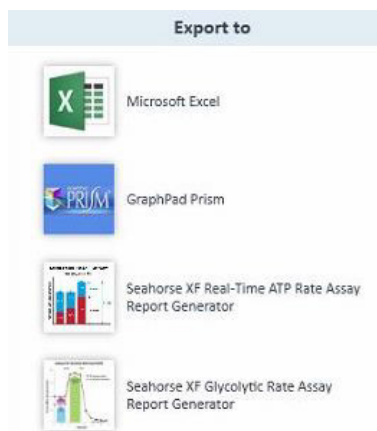 Export to
Microsoft Excel
PRISM
GraphPad Prism
Seahorse XF Real-Time ATP Rate Assay
Report Generator
Seahorse XF Glycolytic Rate Assay
Report Generator